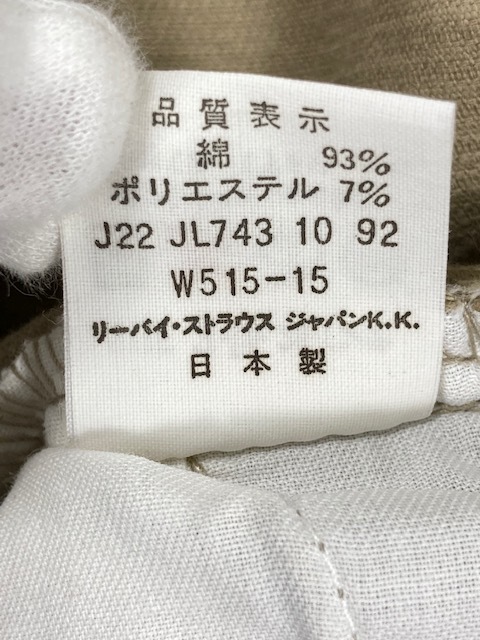 品質表示
綿 93%
ポリエステル 7%
J22 JL743 10 92
W515-15
リーバイ・ストラウス ジャパンK.K.
日本製